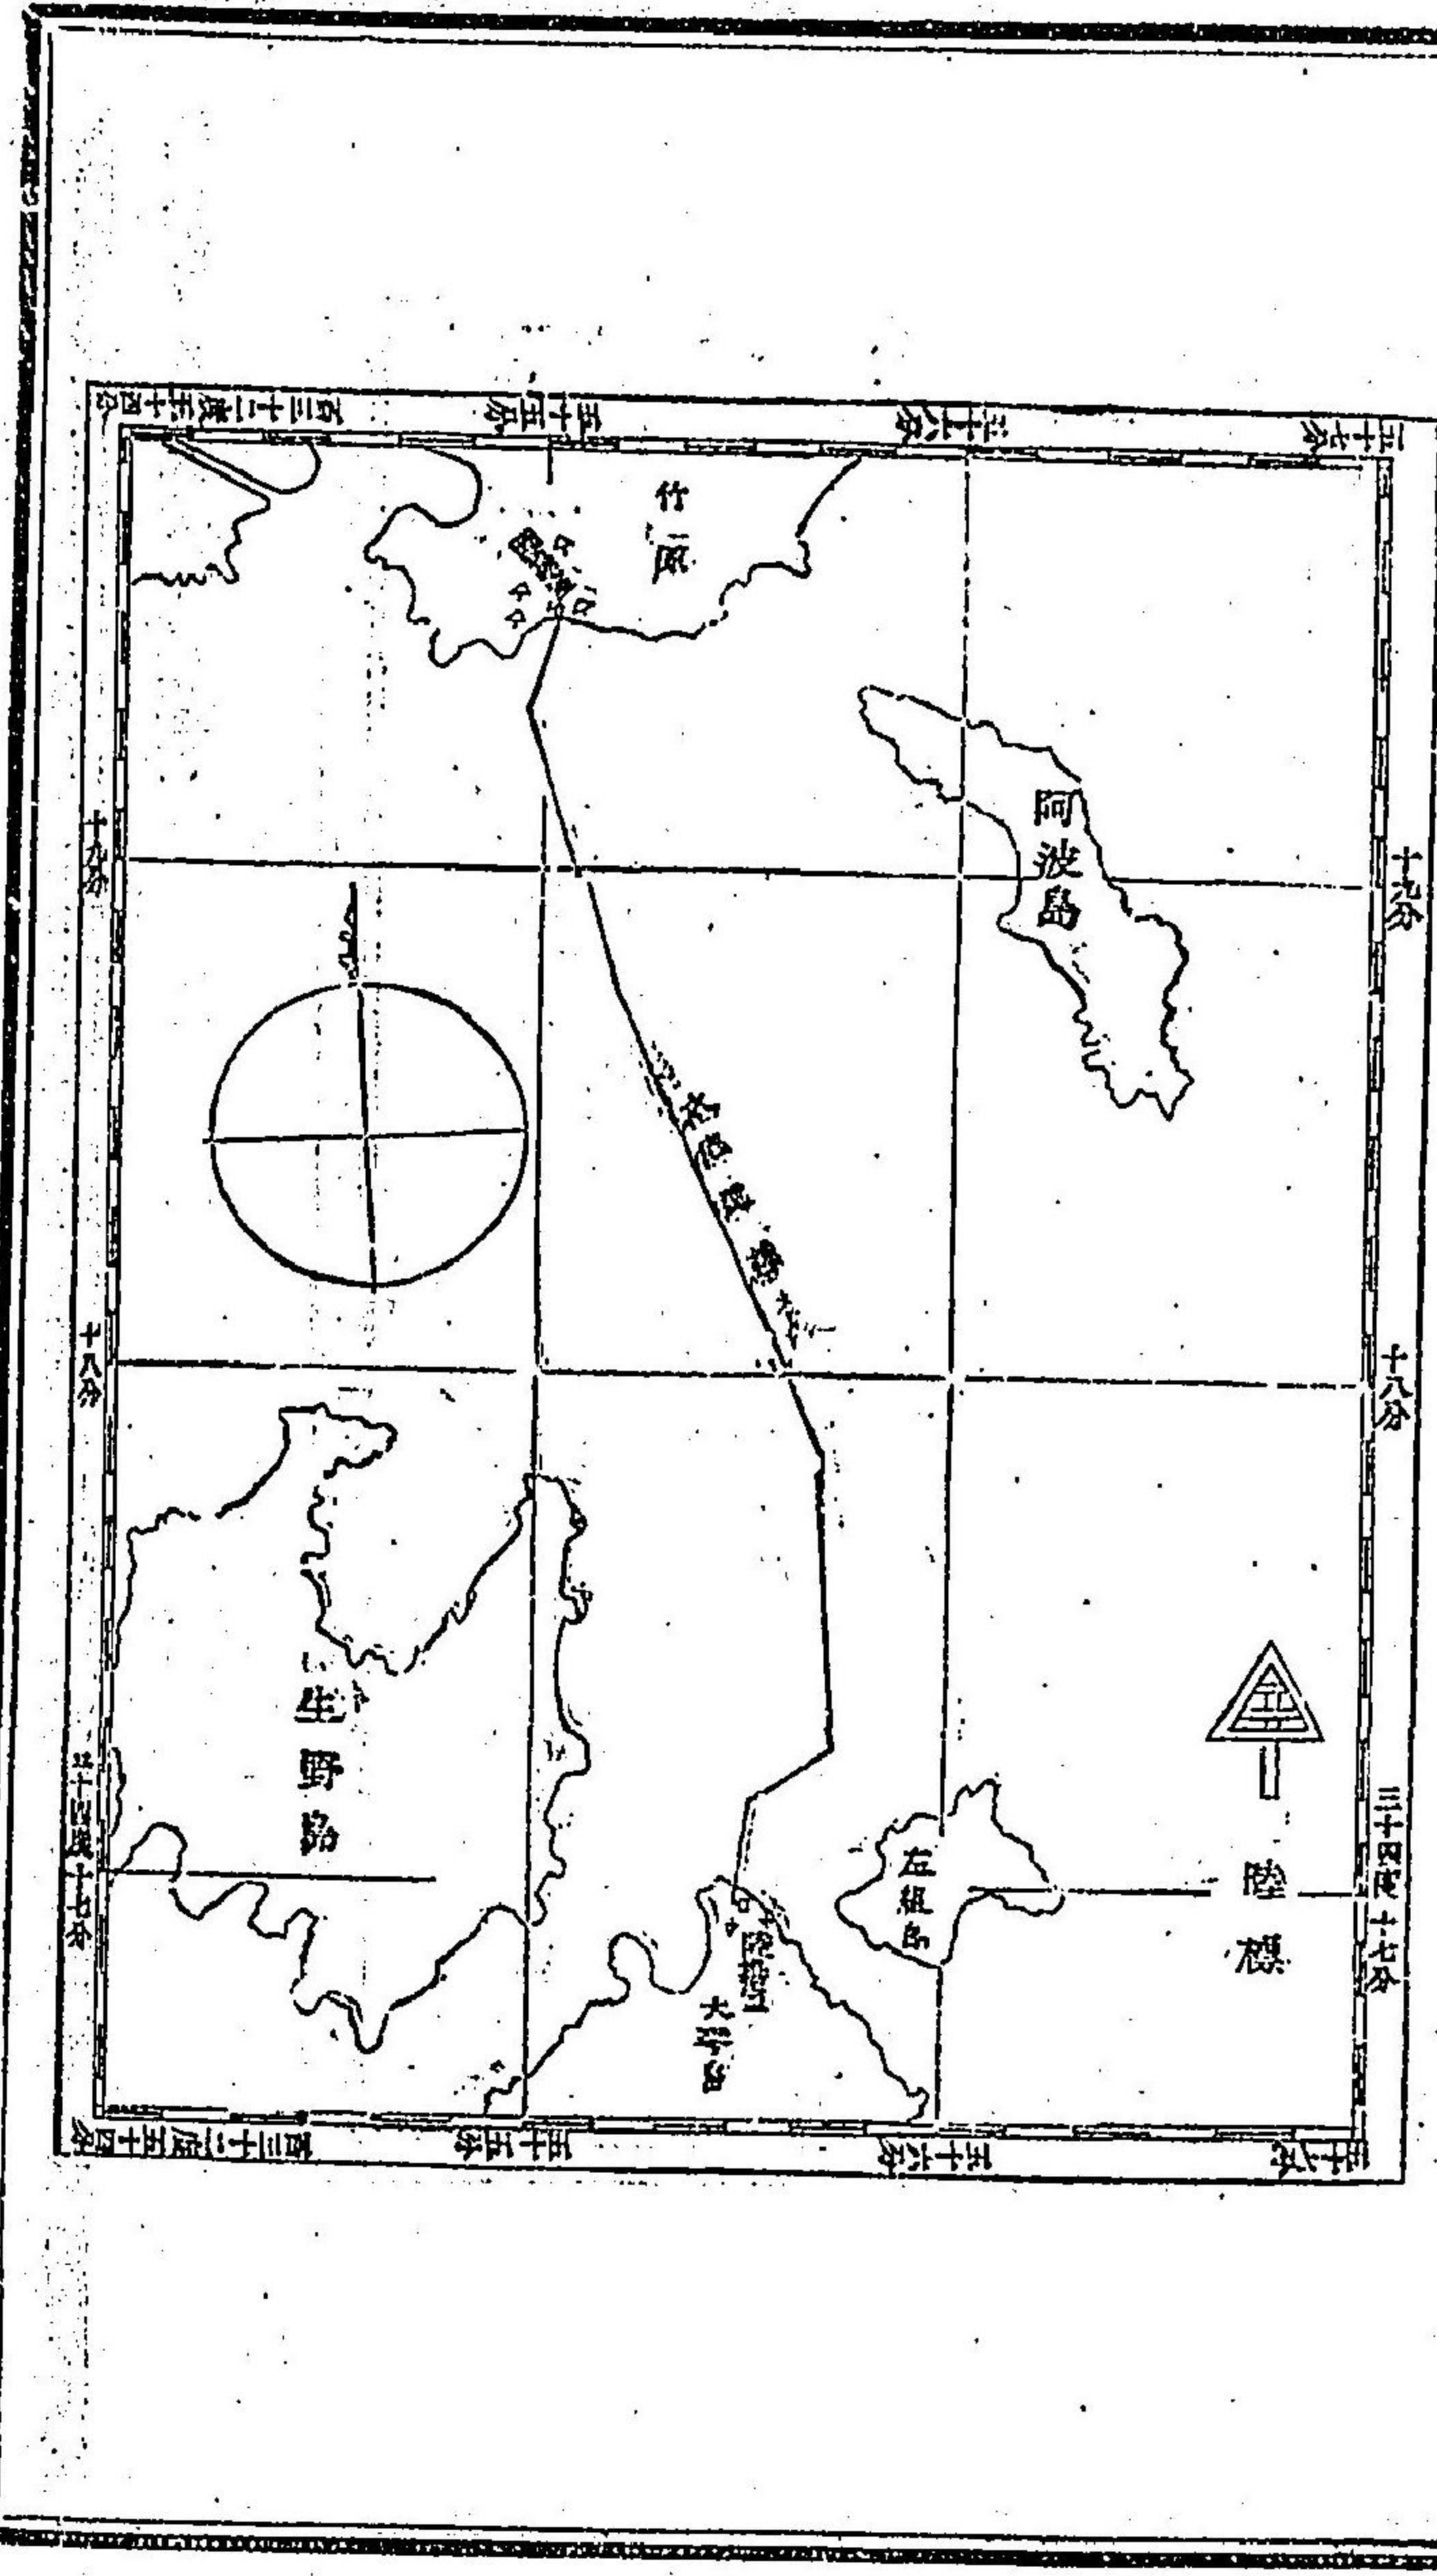 百三十二度五十四分
五十五分
五十六分
五十七分
竹原
阿波島
十九分
十九分
十八分
十八分
生野島
三十四度十七分
三十四度十七分
陸標
左組島
百三十二度五十四分
五十五分
五十六分
五十七分